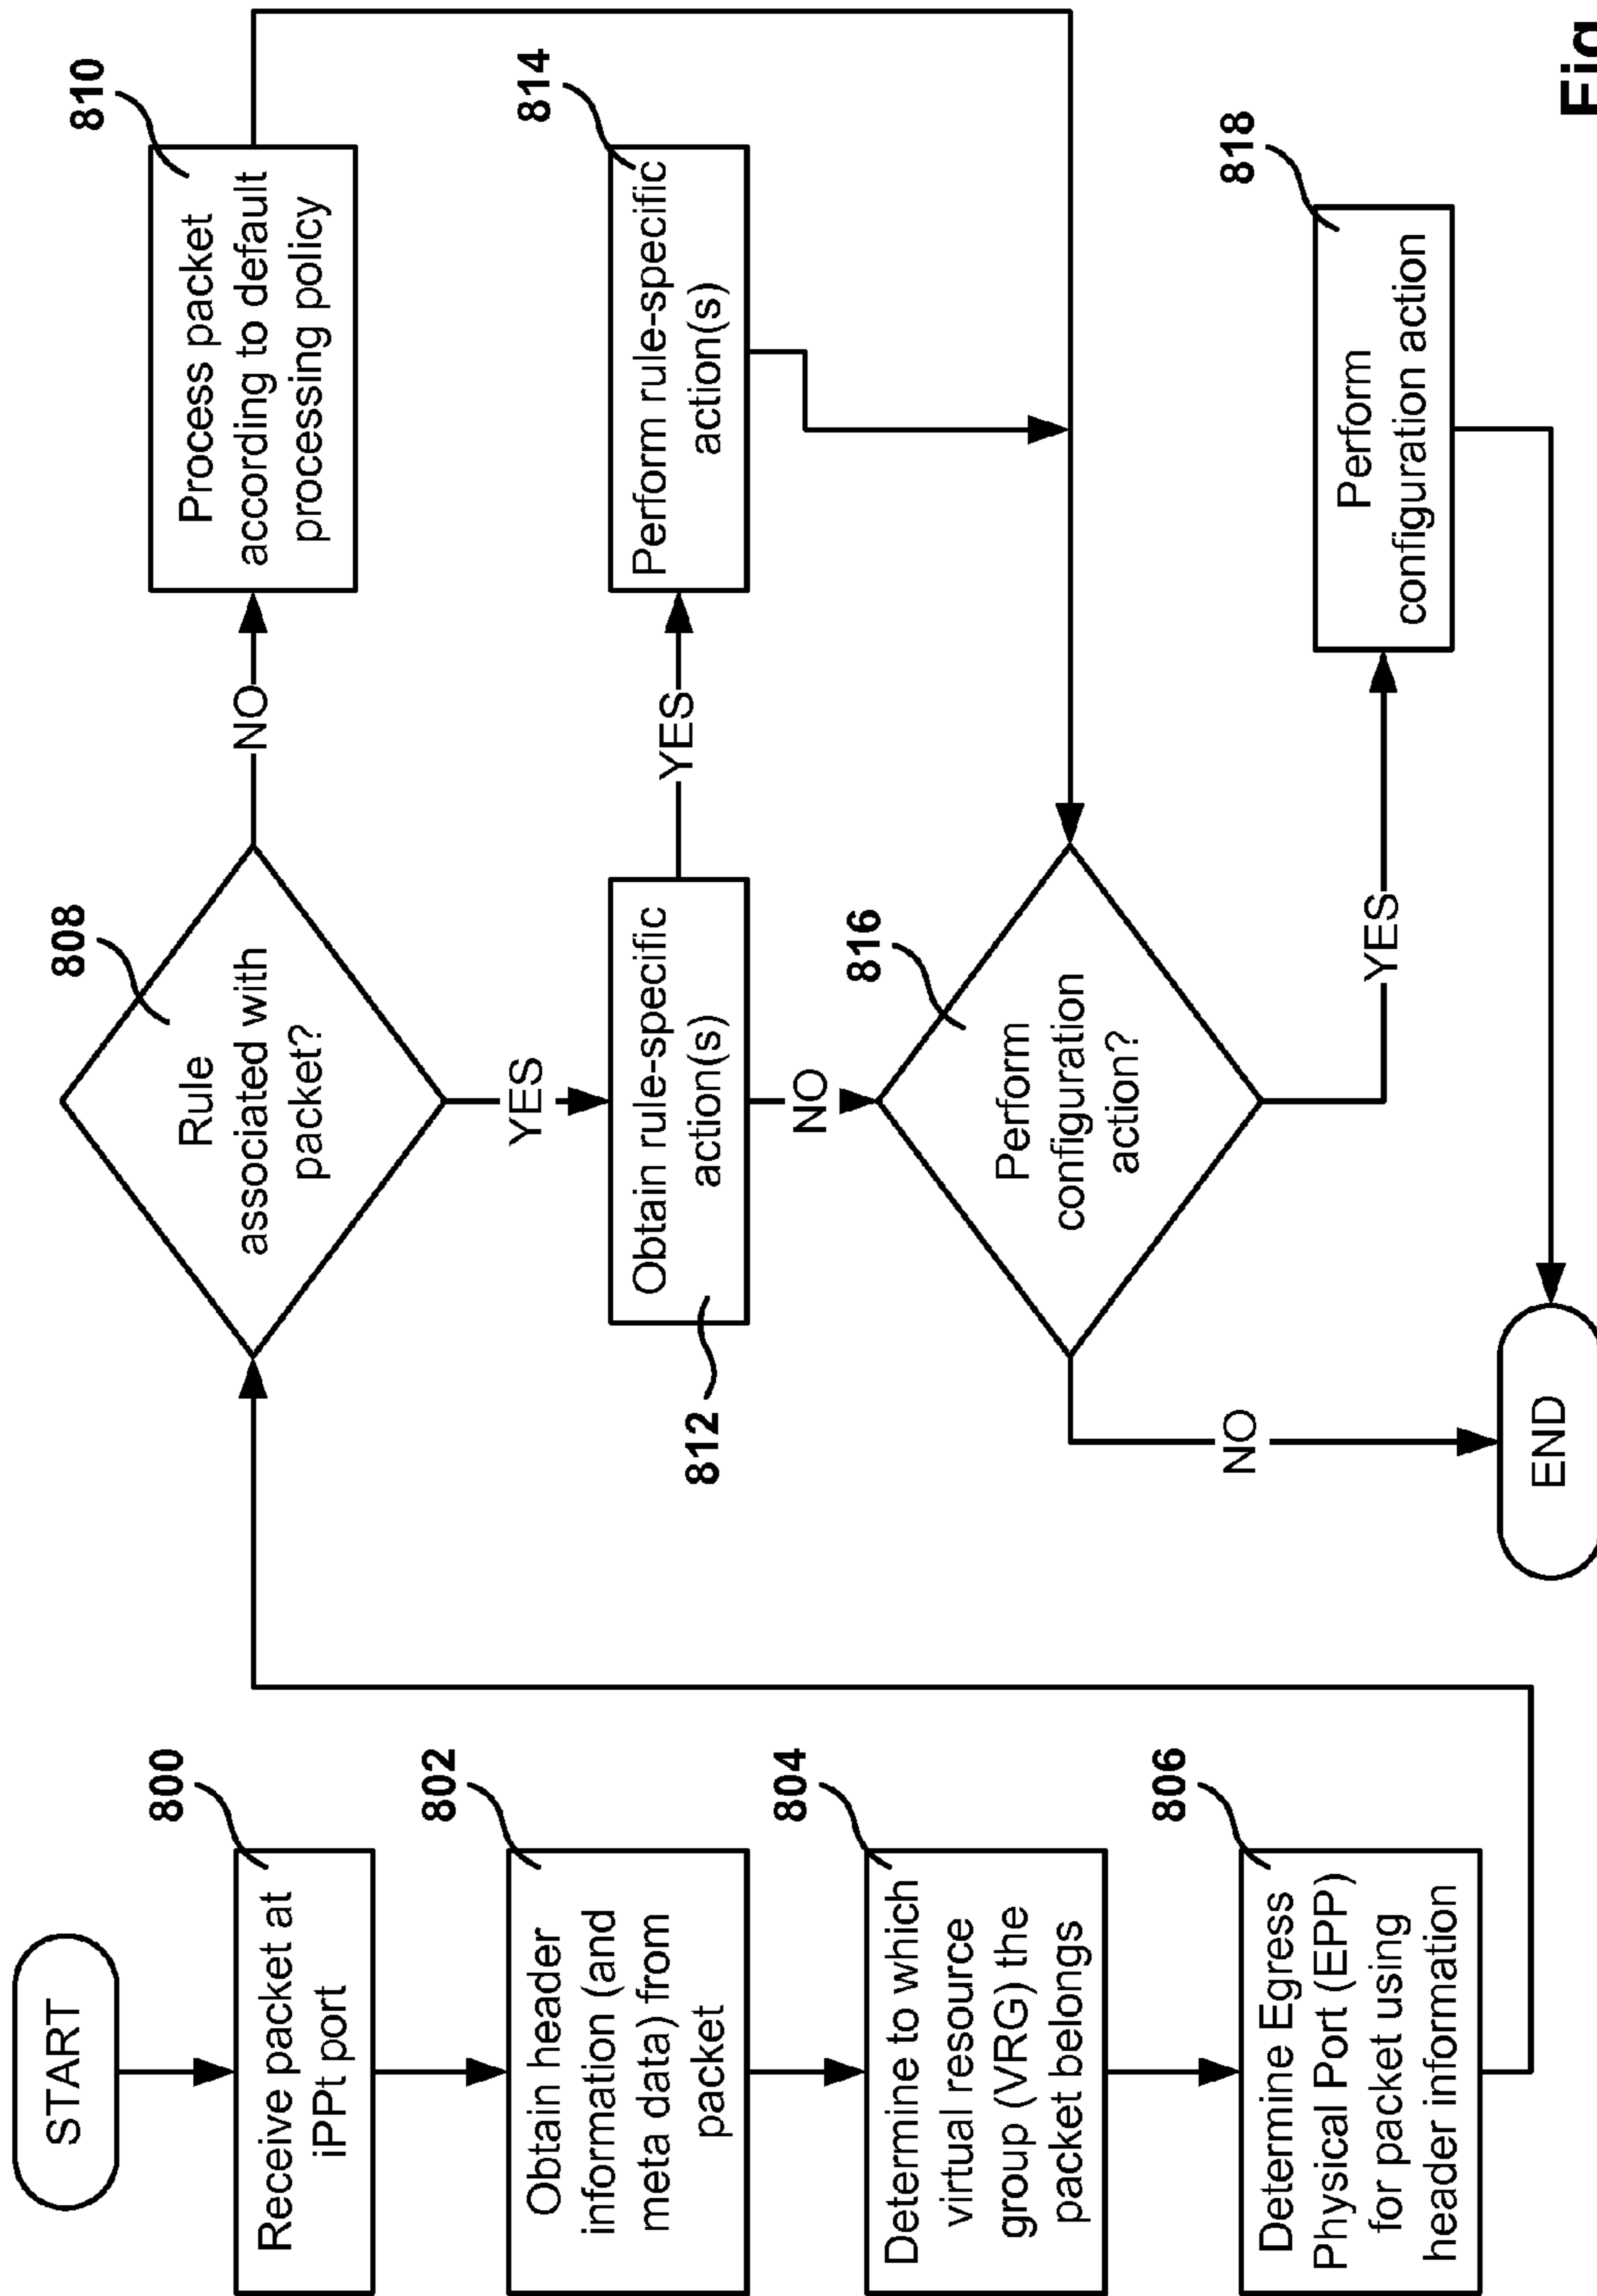 START
800
Receive packet at
iPPt port
802
Obtain header
information (and
meta data) from
packet
804
Determine to which
virtual resource
group (VRG) the
packet belongs
806
Determine Egress
Physical Port (EPP)
for packet using
header information
808
Rule
associated with
packet?
NO
810
Process packet
according to default
processing policy
YES
812
Obtain rule-specific
action(s)
YES
814
Perform rule-specific
action(s)
NO
816
Perform
configuration
action?
YES
818
Perform
configuration action
NO
END
Fig